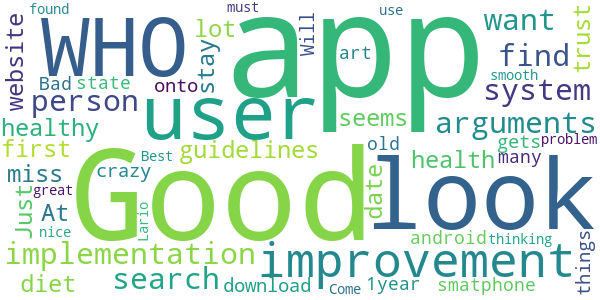 found
must
use
WHO
app
want
website
lot
Will
art
find
trust
Bad
state
stay
smooth
person
onto
user
seems
system
healthy
arguments
first
guidelines
old
gets
problem
miss
crazy
Best
Good
date
health
many
look
Just
At
great
Lario
nice
android
thinking
implementation
improvement
things
diet
search
download
Come
1year
smatphone